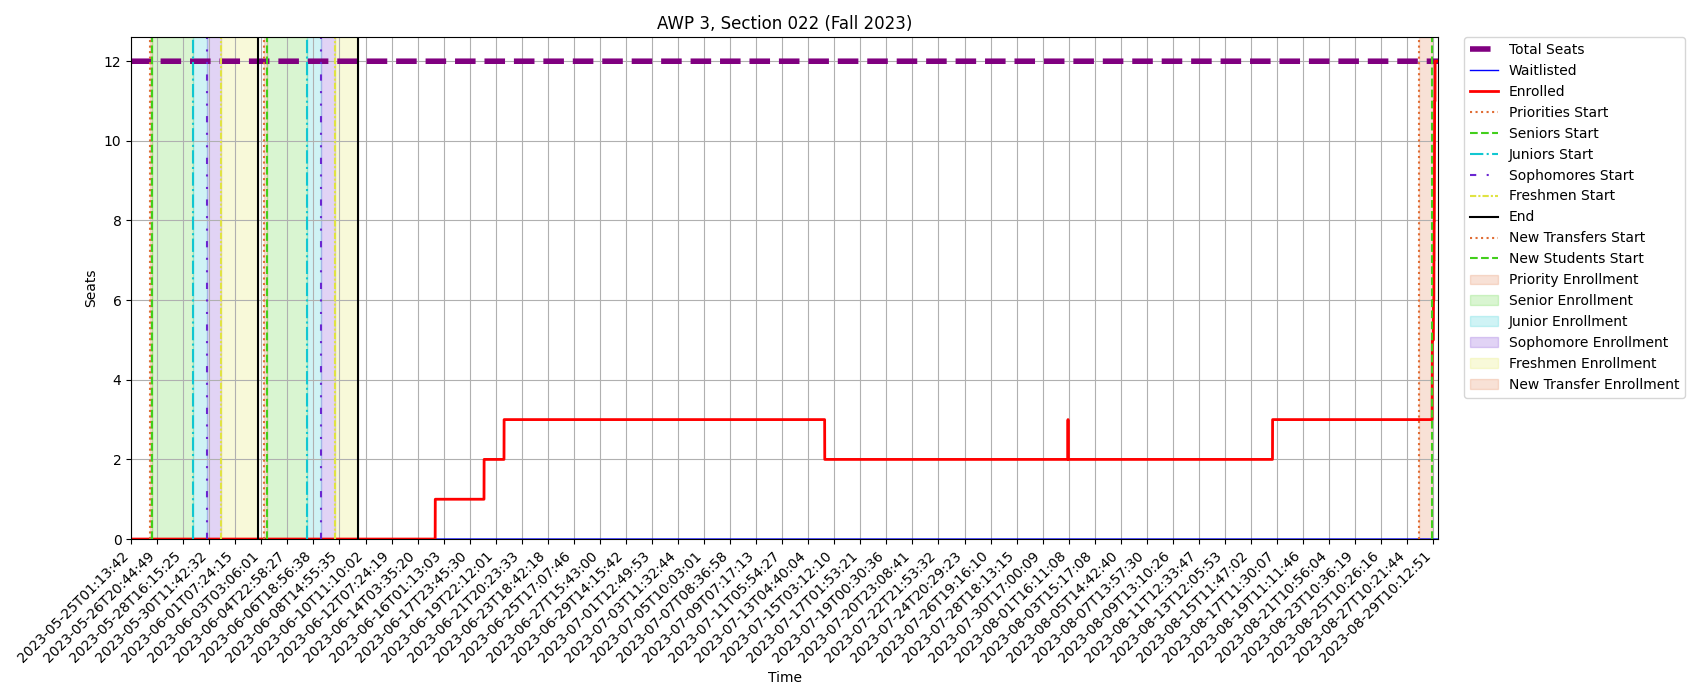 AWP 3, Section 022 (Fall 2023)
Seats
12
10
8
6
4
2
0
2023-05-25T01:13:42
2023-05-26T20:44:49
2023-05-28T16:15:25
2023-05-30T11:42:32
2023-06-01T07:24:15
2023-06-03T03:06:01
2023-06-04T22:58:27
2023-06-06T18:56:38
2023-06-08T14:55:35
2023-06-10T11:10:02
2023-06-12T07:24:19
2023-06-14T03:35:20
2023-06-16T01:13:03
2023-06-17T23:45:30
2023-06-19T22:12:01
2023-06-21T20:23:33
2023-06-23T18:42:18
2023-06-25T17:07:46
2023-06-27T15:43:00
2023-06-29T14:15:42
2023-07-01T12:49:53
2023-07-03T11:32:44
2023-07-05T10:03:01
2023-07-07T08:36:58
2023-07-09T07:17:13
2023-07-11T05:54:27
2023-07-13T04:40:04
2023-07-15T03:12:10
2023-07-17T01:53:21
2023-07-19T00:30:36
2023-07-20T23:08:41
2023-07-22T21:53:32
2023-07-24T20:29:23
2023-07-26T19:16:10
2023-07-28T18:13:15
2023-07-30T17:00:09
2023-08-01T16:11:08
2023-08-03T15:17:08
2023-08-05T14:42:40
2023-08-07T13:57:30
2023-08-09T13:10:26
2023-08-11T12:33:47
2023-08-13T12:05:53
2023-08-15T11:47:02
2023-08-17T11:30:07
2023-08-19T11:11:46
2023-08-21T10:56:04
2023-08-23T10:36:19
2023-08-25T10:26:16
2023-08-27T10:21:44
2023-08-29T10:12:51
Time
Total Seats
Waitlisted
Enrolled
Priorities Start
Seniors Start
Juniors Start
Sophomores Start
Freshmen Start
End
New Transfers Start
New Students Start
Priority Enrollment
Senior Enrollment
Junior Enrollment
Sophomore Enrollment
Freshmen Enrollment
New Transfer Enrollment